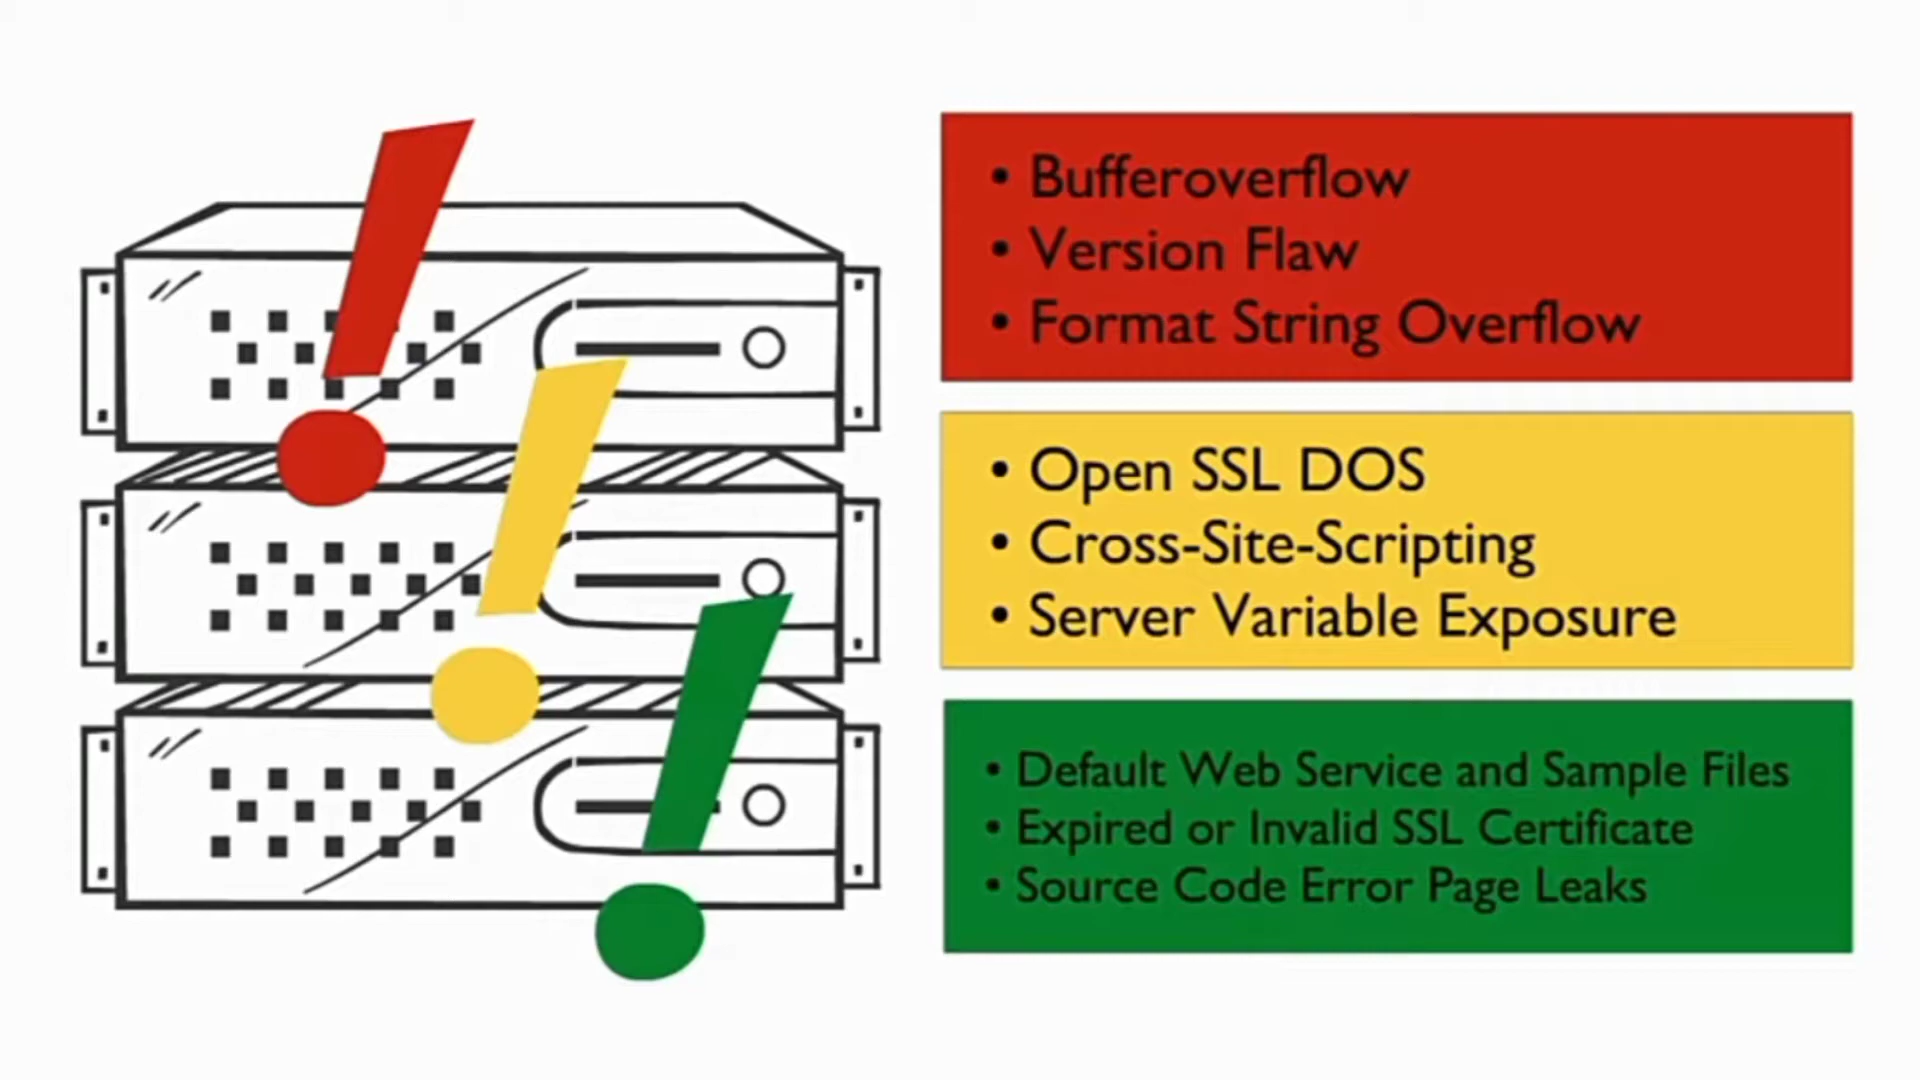 • Bufferoverflow
• Version Flaw
• Format String Overflow
• Open SSL DOS
• Cross-Site-Scripting
• Server Variable Exposure
• Default Web Service and Sample Files
• Expired or Invalid SSL Certificate
• Source Code Error Page Leaks